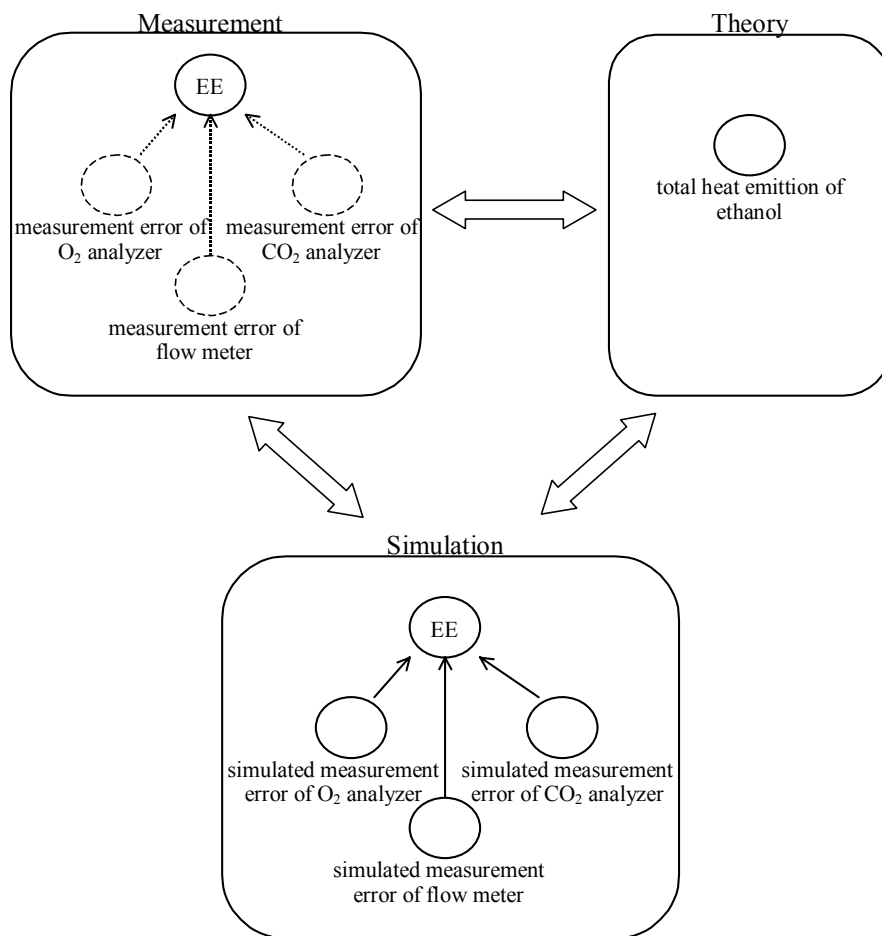 Measurement
EE
measurement error of
O₂ analyzer
measurement error of
CO₂ analyzer
measurement error of
flow meter
Theory
total heat emittion of
ethanol
Simulation
EE
simulated measurement
error of O₂ analyzer
simulated measurement
error of CO₂ analyzer
simulated measurement
error of flow meter